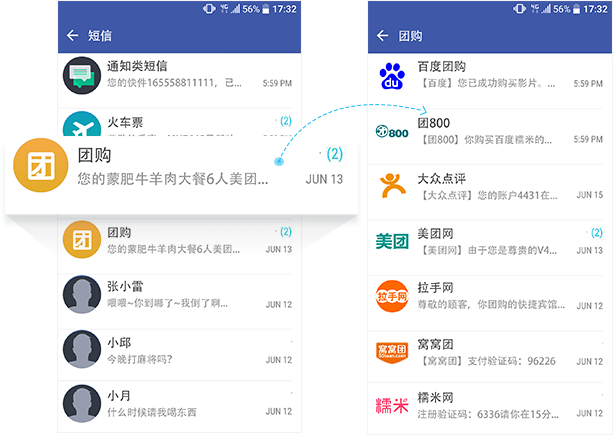 56% 17:32
短信
通知类短信
您的快件165558811111，已...
5:59 PM
火车票
(2)
团
团购
(2)
您的蒙肥牛羊肉大餐6人美团...
JUN 13
团
团购
(2)
您的蒙肥牛羊肉大餐6人美团...
JUN 13
张小雷
喂喂~你到哪了~我倒了啊...
JUN 12
小邱
今晚打麻将吗?
JUN 12
小月
什么时候请我喝东西
JUN 12
56% 17:32
团购
du
百度团购
【百度】您已成功购买影片。...
5:59 PM
800
团800
【团800】你购买百度糯米的...
5:59 PM
大众点评
【大众点评】您的账户4431在...
JUN 15
美团
美团网
(2)
【美团网】由于您是尊贵的V4...
JUN 13
拉手网
拉手网
尊敬的顾客，你团购的快捷宾馆...
JUN 12
窝窝团
窝窝团
【窝窝团】支付验证码：96226
JUN 12
糯米
糯米网
注册验证码：6336请你在15分...
JUN 12